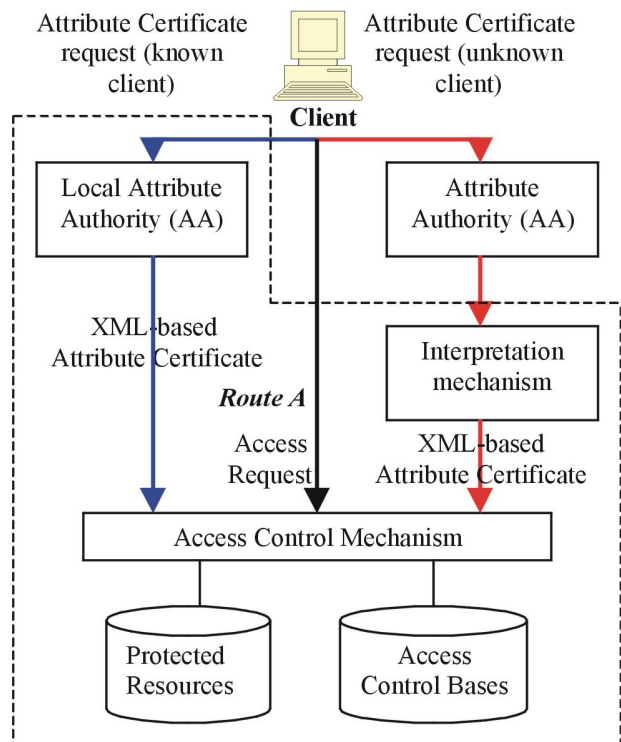 Attribute Certificate
request (known
client)
Attribute Certificate
request (unknown
client)
Client
Local Attribute
Authority (AA)
Attribute
Authority (AA)
XML-based
Attribute Certificate
Interpretation
mechanism
Route A
Access
Request
XML-based
Attribute Certificate
Access Control Mechanism
Protected
Resources
Access
Control Bases